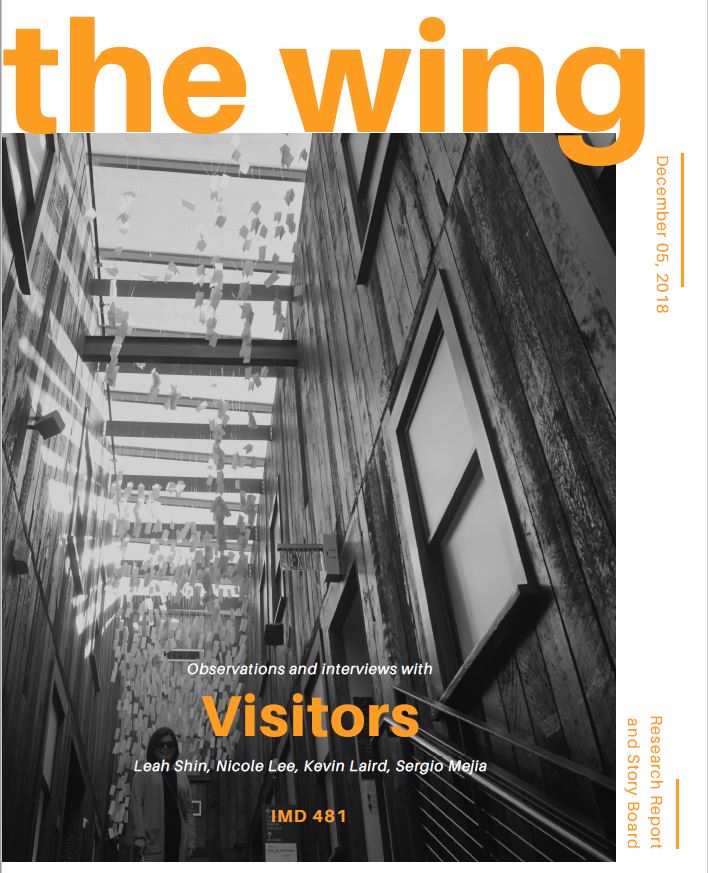 the wing
December 05, 2018
Observations and interviews with
Visitors
Leah Shin, Nicole Lee, Kevin Laird, Sergio Mejia
IMD 481
Research Report
and Story Board